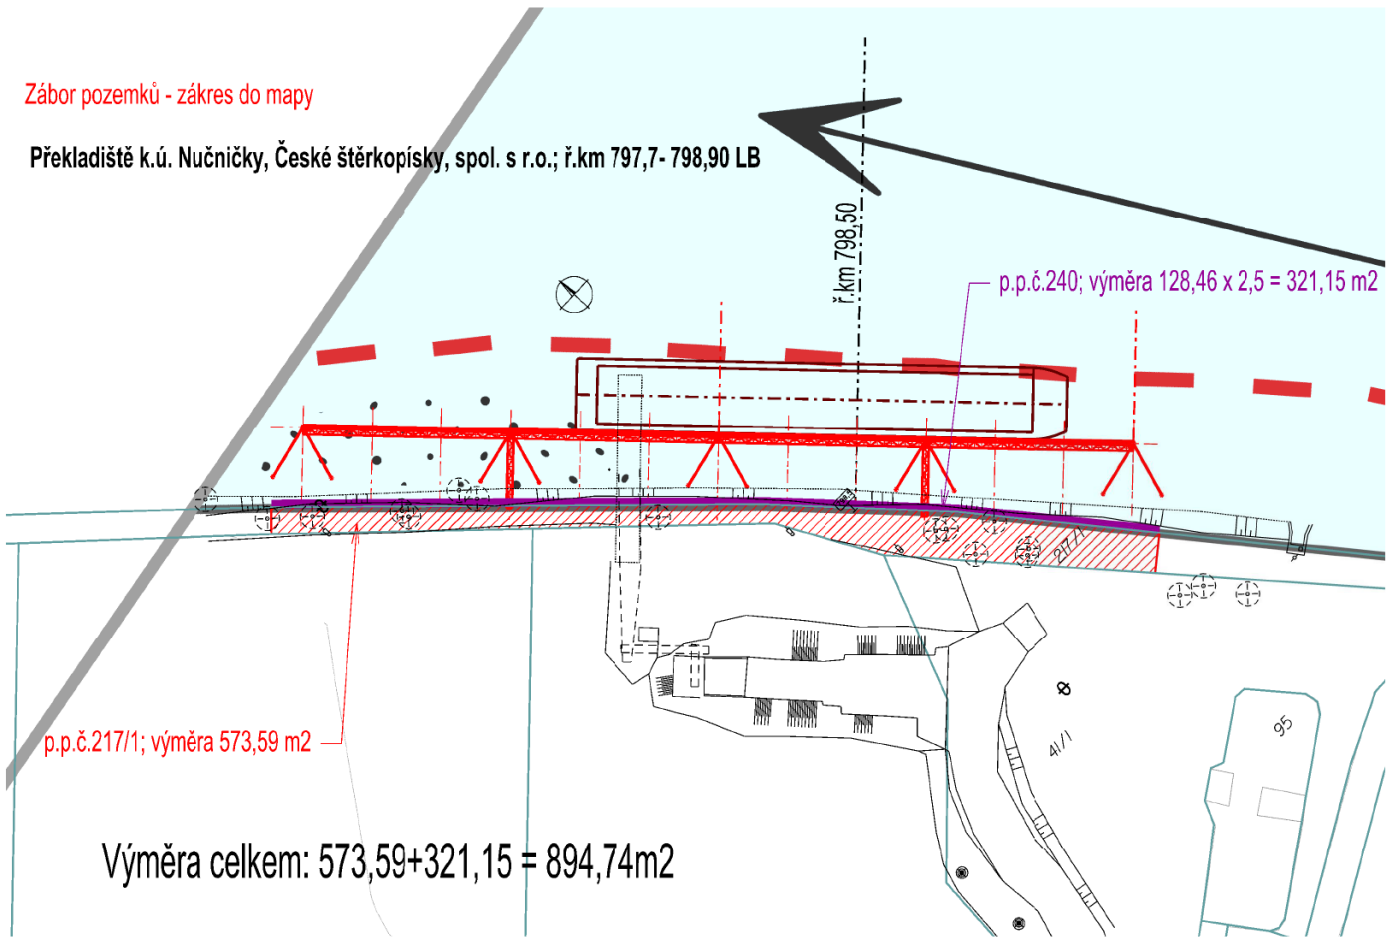 Zábor pozemků - zákres do mapy
Překladiště k.ú. Nučničky, České štěrkopísky, spol. s r.o.; ř.km 797,7- 798,90 LB
ř.km 798,50
p.p.č.240; výměra 128,46 x 2,5 = 321,15 m2
217/1
p.p.č.217/1; výměra 573,59 m2
41/1
95
Výměra celkem: 573,59+321,15 = 894,74m2